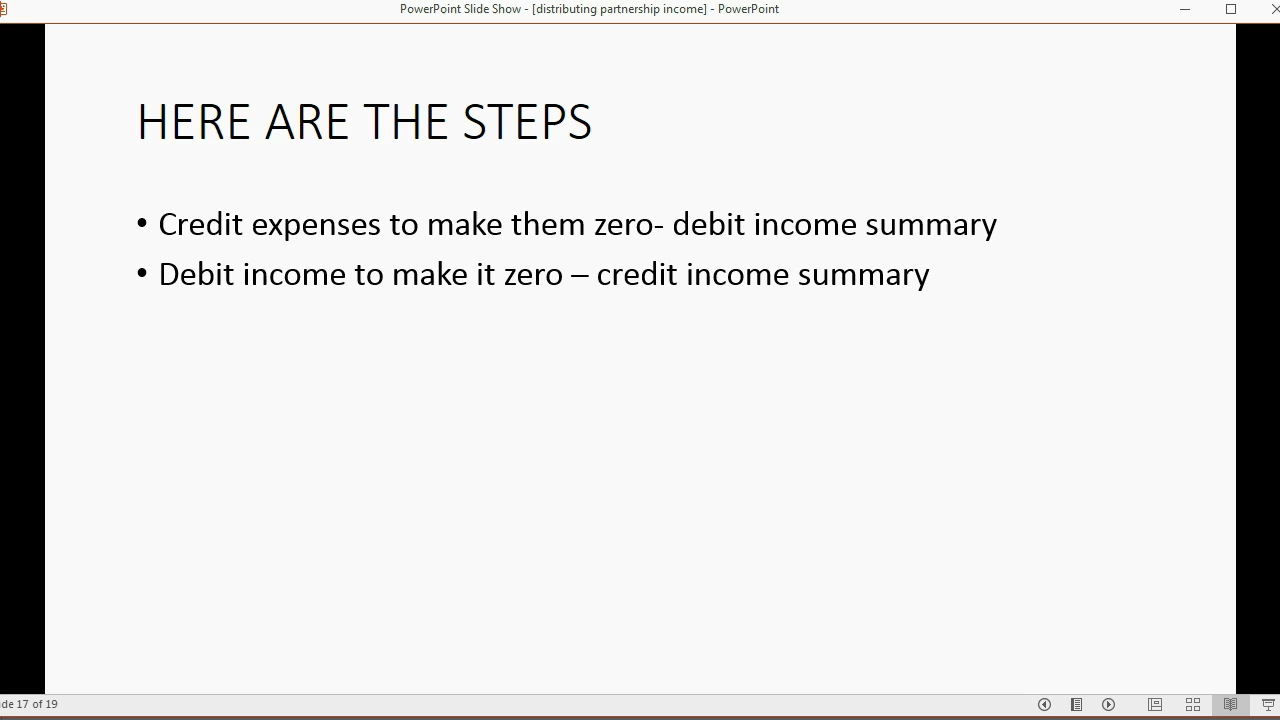 PowerPoint Slide Show - [distributing partnership income] - PowerPoint
HERE ARE THE STEPS
• Credit expenses to make them zero- debit income summary
• Debit income to make it zero – credit income summary
de 17 of 19